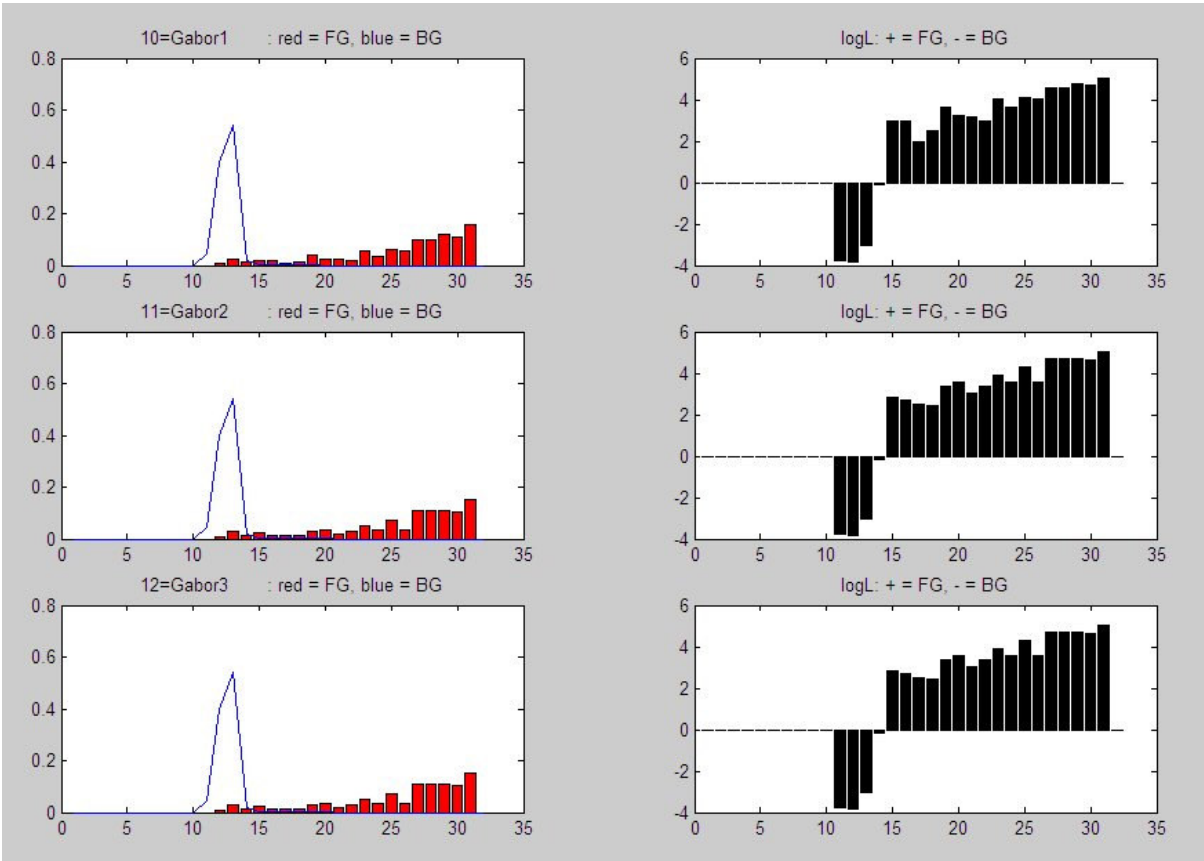 10=Gabor1 : red = FG, blue = BG
0.8
0.6
0.4
0.2
0
0 5 10 15 20 25 30 35
logL: + = FG, - = BG
6
4
2
0
-2
-4
0 5 10 15 20 25 30 35
11=Gabor2 : red = FG, blue = BG
0.8
0.6
0.4
0.2
0
0 5 10 15 20 25 30 35
logL: + = FG, - = BG
6
4
2
0
-2
-4
0 5 10 15 20 25 30 35
12=Gabor3 : red = FG, blue = BG
0.8
0.6
0.4
0.2
0
0 5 10 15 20 25 30 35
logL: + = FG, - = BG
6
4
2
0
-2
-4
0 5 10 15 20 25 30 35